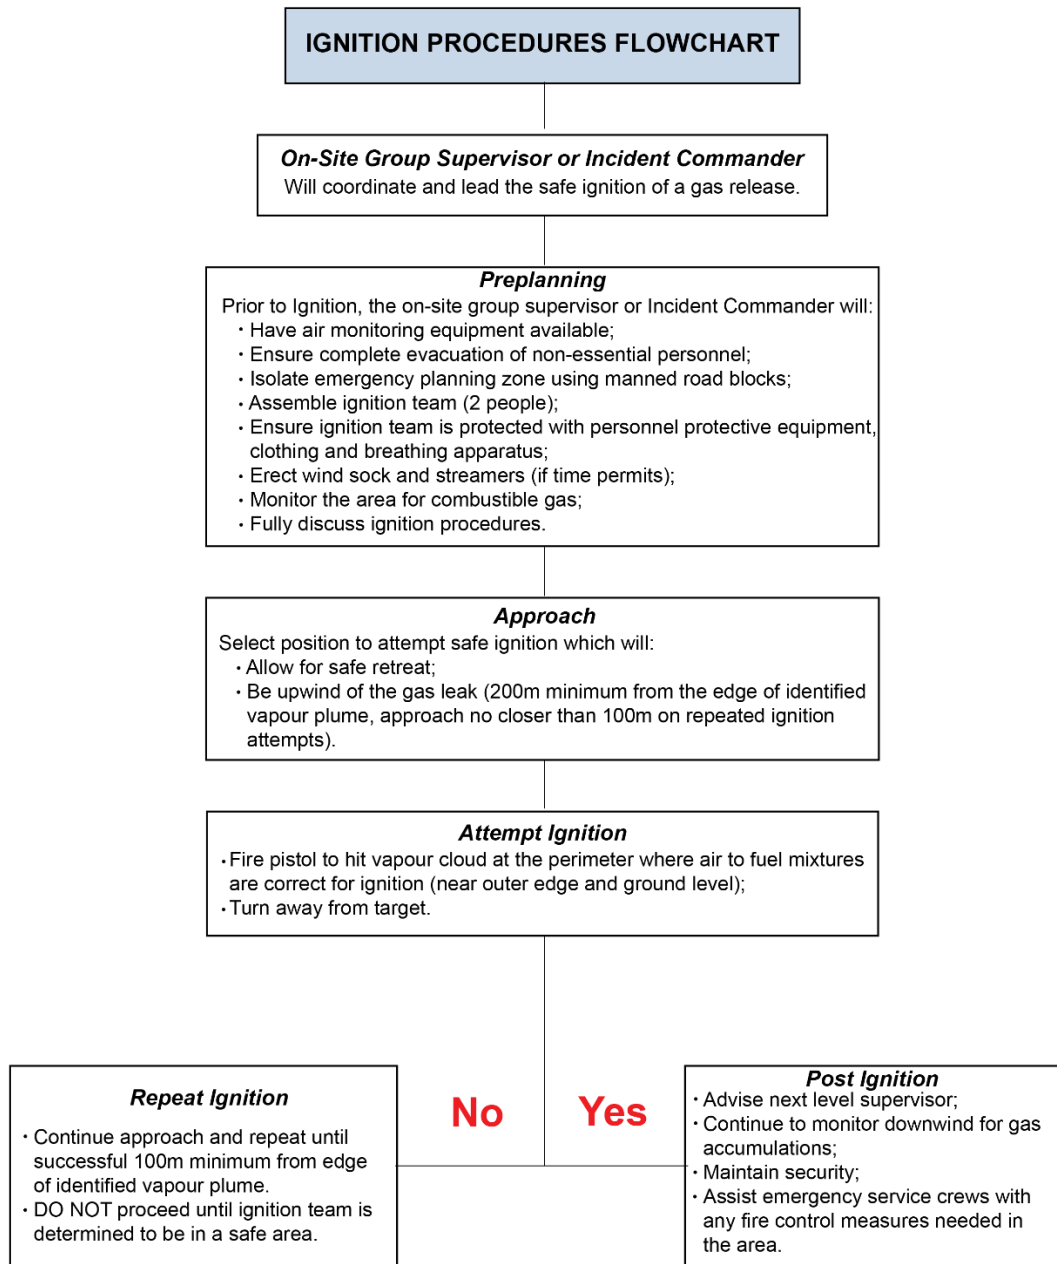 IGNITION PROCEDURES FLOWCHART
On-Site Group Supervisor or Incident Commander
Will coordinate and lead the safe ignition of a gas release.
Preplanning
Prior to Ignition, the on-site group supervisor or Incident Commander will:
· Have air monitoring equipment available;
· Ensure complete evacuation of non-essential personnel;
· Isolate emergency planning zone using manned road blocks;
· Assemble ignition team (2 people);
· Ensure ignition team is protected with personnel protective equipment,
clothing and breathing apparatus;
· Erect wind sock and streamers (if time permits);
· Monitor the area for combustible gas;
· Fully discuss ignition procedures.
Approach
Select position to attempt safe ignition which will:
· Allow for safe retreat;
· Be upwind of the gas leak (200m minimum from the edge of identified
vapour plume, approach no closer than 100m on repeated ignition
attempts).
Attempt Ignition
· Fire pistol to hit vapour cloud at the perimeter where air to fuel mixtures
are correct for ignition (near outer edge and ground level);
· Turn away from target.
Repeat Ignition
· Continue approach and repeat until
successful 100m minimum from edge
of identified vapour plume.
· DO NOT proceed until ignition team is
determined to be in a safe area.
No
Yes
Post Ignition
· Advise next level supervisor;
· Continue to monitor downwind for gas
accumulations;
· Maintain security;
· Assist emergency service crews with
any fire control measures needed in
the area.